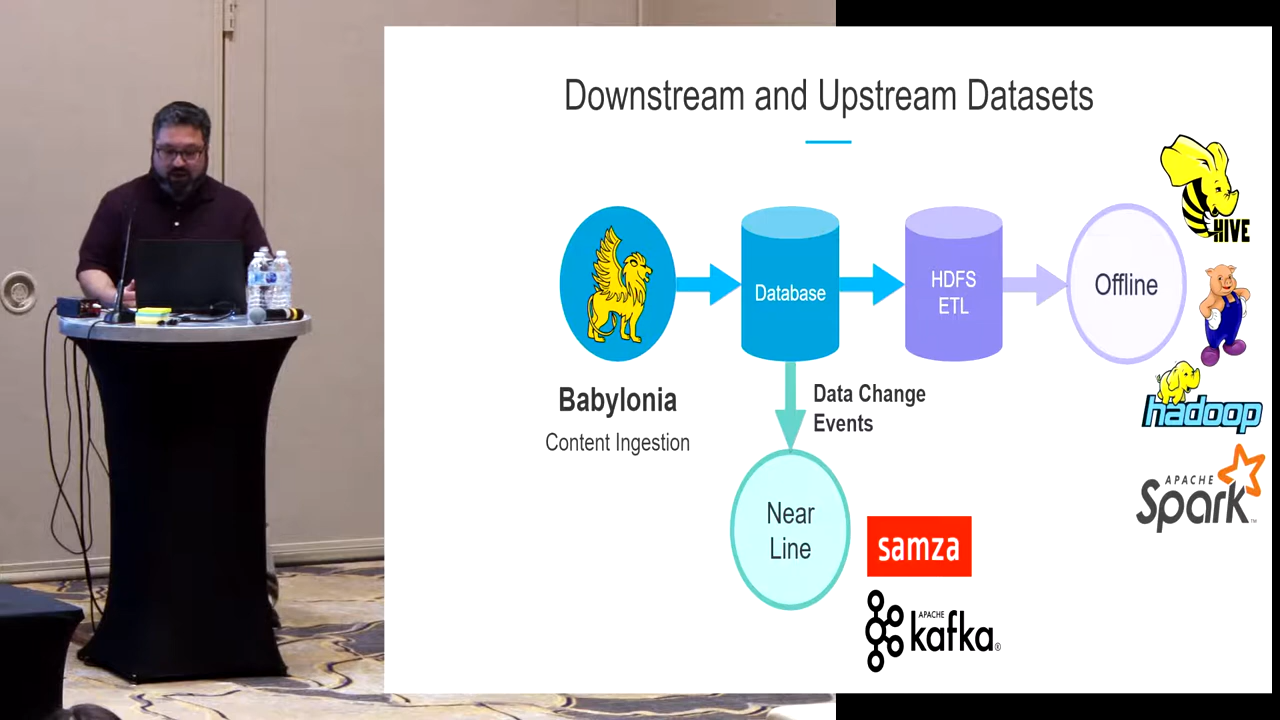 Downstream and Upstream Datasets
HIVE
Database
HDFS
ETL
Offline
Babylonia
Content Ingestion
Data Change
Events
hadoop
APACHE
Spark™
Near
Line
samza
APACHE
kafka®